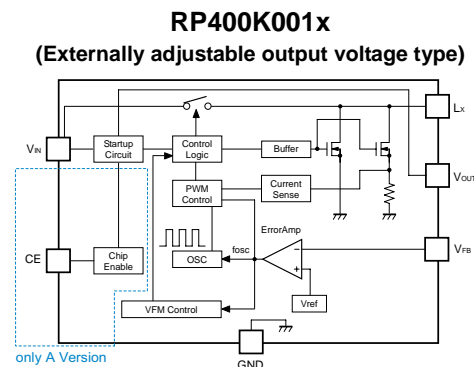 RP400K001x
(Externally adjustable output voltage type)
LX
VIN
Startup
Circuit
Control
Logic
Buffer
VOUT
PWM
Control
Current
Sense
ErrorAmp
fosc
VFB
CE
Chip
Enable
OSC
Vref
VFM Control
only A Version
GND